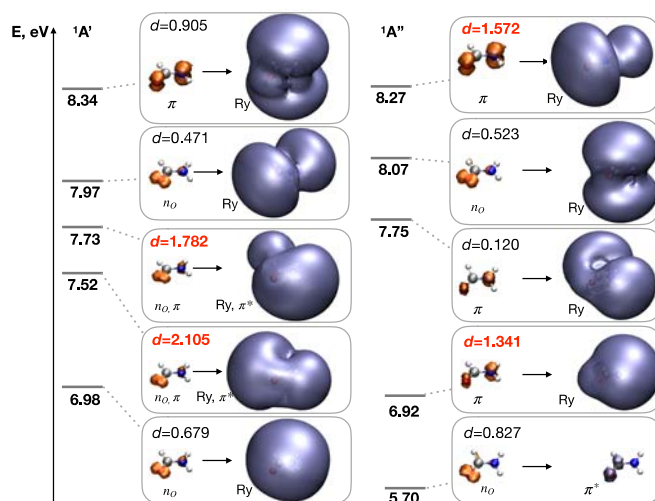 E, eV
¹A′
d=0.905
π
Ry
8.34
d=0.471
n_O
Ry
7.97
7.73
d=1.782
n_O, π
Ry, π*
7.52
d=2.105
n_O, π
Ry, π*
6.98
d=0.679
n_O
Ry
¹A″
d=1.572
π
Ry
8.27
d=0.523
n_O
Ry
8.07
7.75
d=0.120
π
Ry
d=1.341
π
Ry
6.92
d=0.827
n_O
π*
5.70